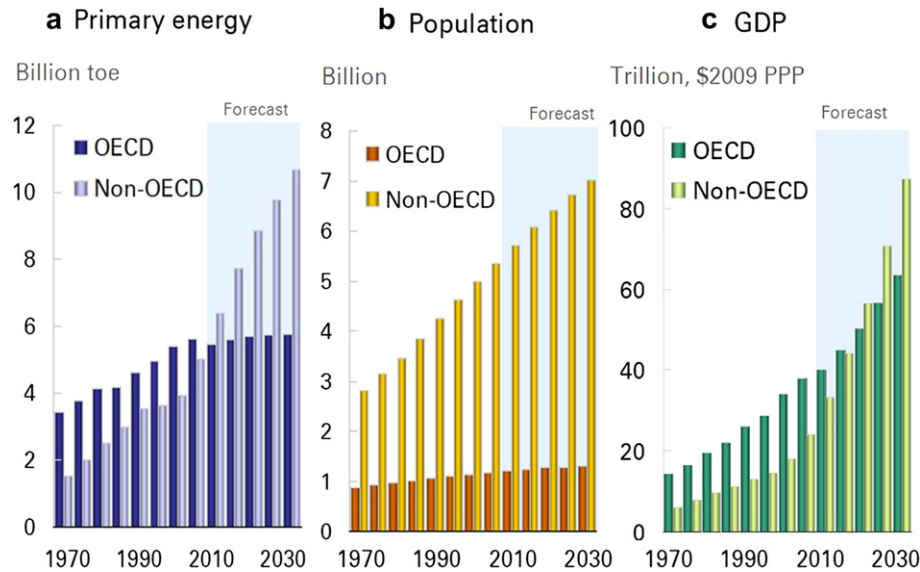 a Primary energy
Billion toe
Forecast
12
10
8
6
4
2
0
OECD
Non-OECD
1970 1990 2010 2030
b Population
Billion
Forecast
8
7
6
5
4
3
2
1
0
OECD
Non-OECD
1970 1990 2010 2030
c GDP
Trillion, $2009 PPP
Forecast
100
80
60
40
20
0
OECD
Non-OECD
1970 1990 2010 2030